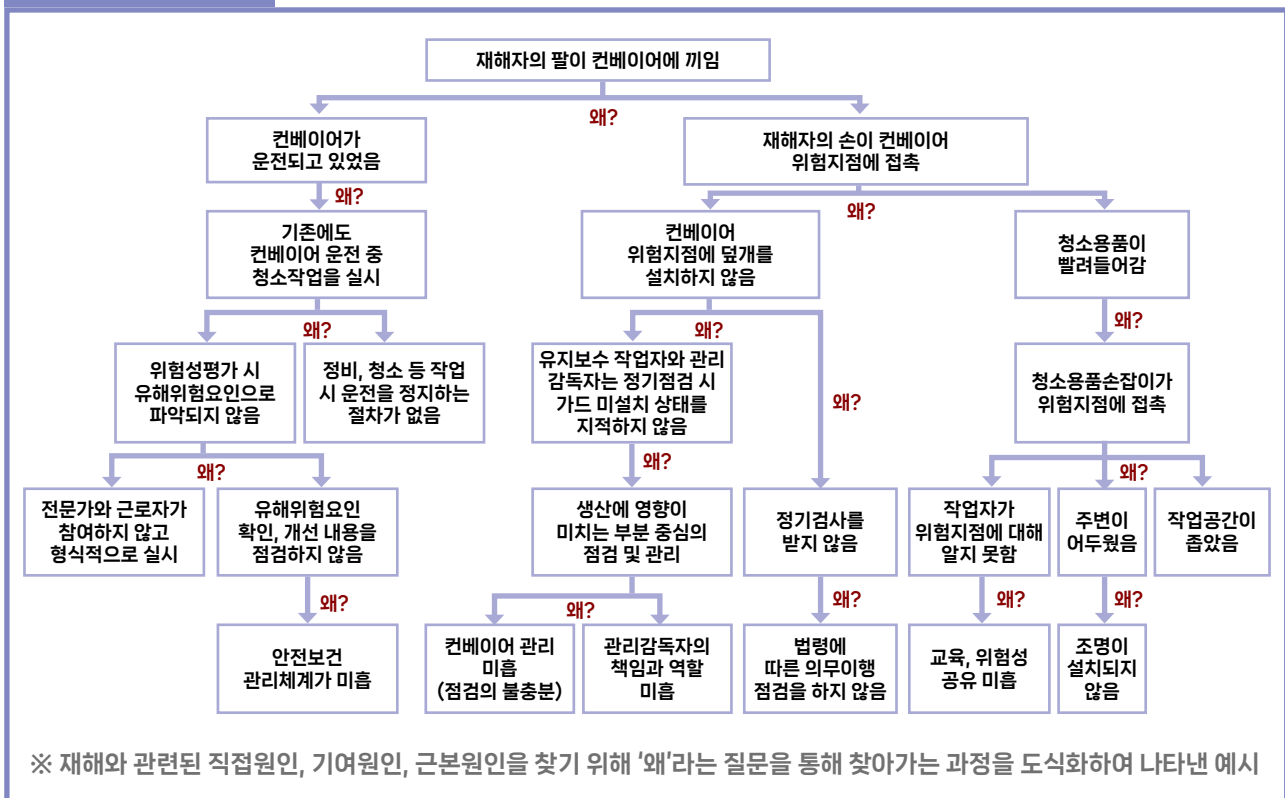 재해자의 팔이 컨베이어에 끼임
왜?
컨베이어가
운전되고 있었음
재해자의 손이 컨베이어
위험지점에 접촉
왜?
왜?
기존에도
컨베이어 운전 중
청소작업을 실시
컨베이어
위험지점에 덮개를
설치하지 않음
청소용품이
빨려들어감
왜?
왜?
왜?
위험성평가 시
유해위험요인으로
파악되지 않음
정비, 청소 등 작업
시 운전을 정지하는
절차가 없음
유지보수 작업자와 관리
감독자는 정기점검 시
가드 미설치 상태를
지적하지 않음
왜?
청소용품손잡이가
위험지점에 접촉
왜?
왜?
왜?
전문가와 근로자가
참여하지 않고
형식적으로 실시
유해위험요인
확인, 개선 내용을
점검하지 않음
생산에 영향이
미치는 부분 중심의
점검 및 관리
정기검사를
받지 않음
작업자가
위험지점에 대해
알지 못함
주변이
어두웠음
작업공간이
좁았음
왜?
왜?
왜?
왜?
왜?
안전보건
관리체계가 미흡
컨베이어 관리
미흡
(점검의 불충분)
관리감독자의
책임과 역할
미흡
법령에
따른 의무이행
점검을 하지 않음
교육, 위험성
공유 미흡
조명이
설치되지
않음
※ 재해와 관련된 직접원인, 기여원인, 근본원인을 찾기 위해 ‘왜’라는 질문을 통해 찾아가는 과정을 도식화하여 나타낸 예시